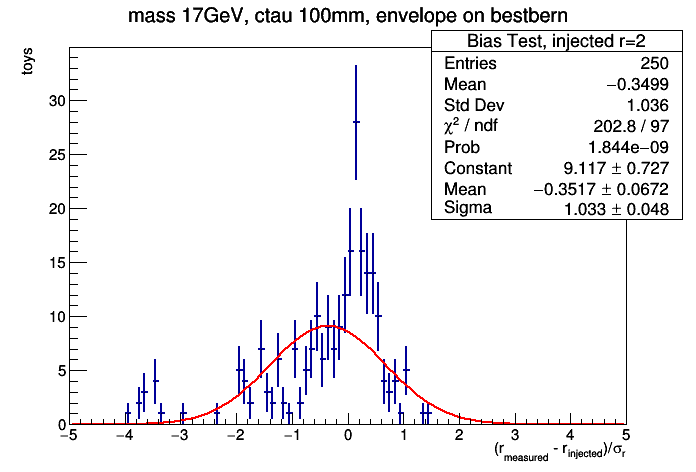 mass 17GeV, ctau 100mm, envelope on bestbern
toys
Bias Test, injected r=2
Entries 250
Mean −0.3499
Std Dev 1.036
χ² / ndf 202.8 / 97
Prob 1.844e−09
Constant 9.117 ± 0.727
Mean −0.3517 ± 0.0672
Sigma 1.033 ± 0.048
30
25
20
15
10
5
0
−5 −4 −3 −2 −1 0 1 2 3 4 5
(r_measured - r_injected)/σ_r